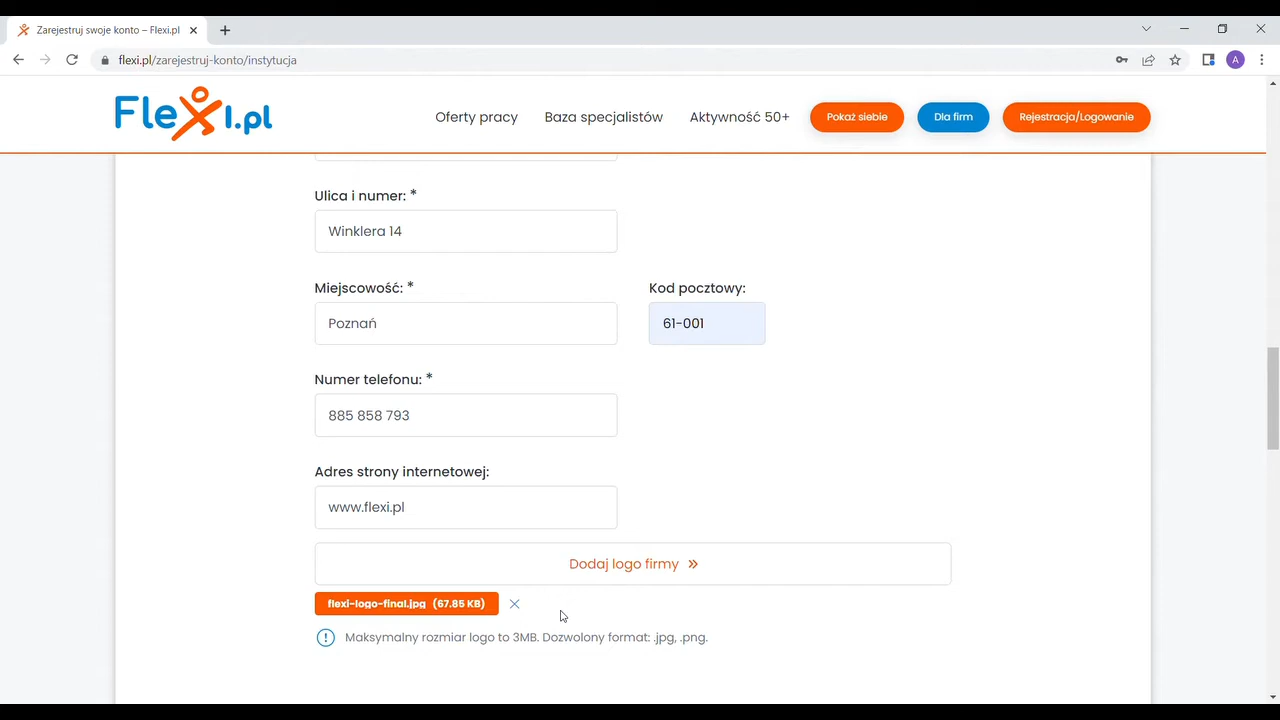 Zarejestruj swoje konto – Flexi.pl
flexi.pl/zarejestruj-konto/instytucja
A
FleXI.pl
Oferty pracy
Baza specjalistów
Aktywność 50+
Pokaż siebie
Dla firm
Rejestracja/Logowanie
Ulica i numer: *
Winklera 14
Miejscowość: *
Kod pocztowy:
Poznań
61-001
Numer telefonu: *
885 858 793
Adres strony internetowej:
www.flexi.pl
Dodaj logo firmy »
flexi-logo-final.jpg (67.85 KB)
Maksymalny rozmiar logo to 3MB. Dozwolony format: .jpg, .png.